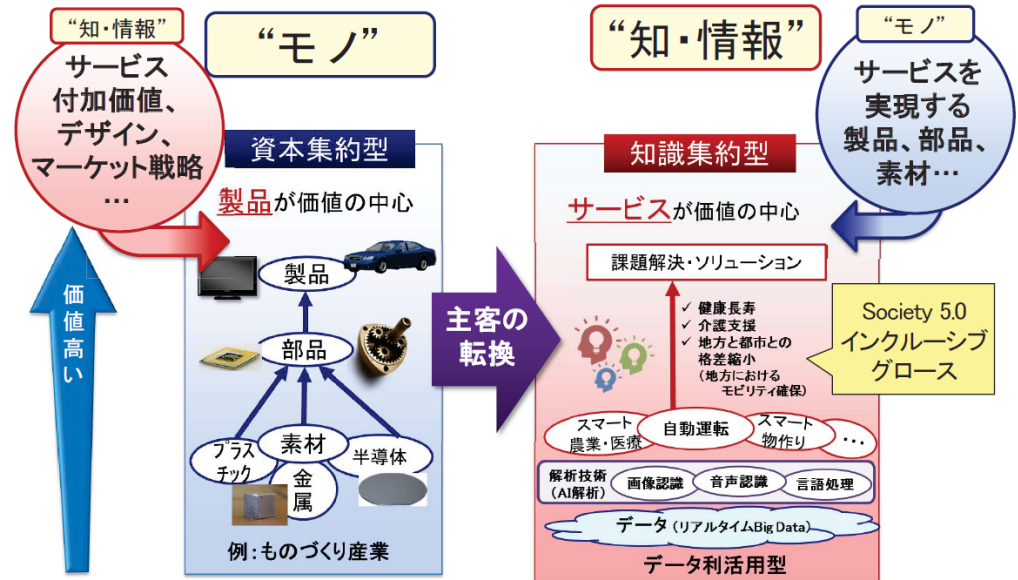 “知・情報”
サービス
付加価値、
デザイン、
マーケット戦略
…
“モノ”
資本集約型
製品が価値の中心
価値高い
製品
部品
プラス
チック
素材
金
属
半導体
例：ものづくり産業
主客の
転換
“知・情報”
知識集約型
サービスが価値の中心
課題解決・ソリューション
✓ 健康長寿
✓ 介護支援
✓ 地方と都市との
格差縮小
（地方における
モビリティ確保）
スマート
農業・医療
自動運転
スマート
物作り
・・・
解析技術
（AI解析）
画像認識
音声認識
言語処理
データ（リアルタイムBig Data）
データ利活用型
“モノ”
サービスを
実現する
製品、部品、
素材…
Society 5.0
インクルーシブ
グロース